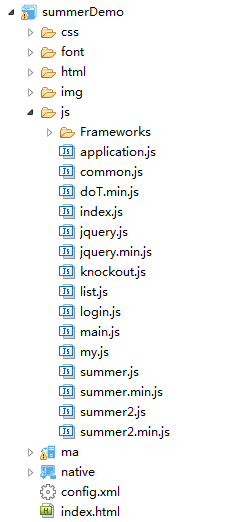 summerDemo
css
font
html
img
js
Frameworks
application.js
common.js
doT.min.js
index.js
jquery.js
jquery.min.js
knockout.js
list.js
login.js
main.js
my.js
summer.js
summer.min.js
summer2.js
summer2.min.js
ma
native
config.xml
index.html